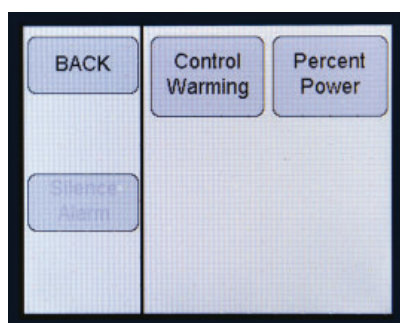 BACK
Control
Warming
Percent
Power
Silence
Alarm